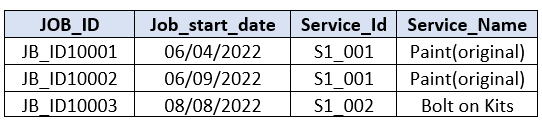 JOB_ID Job_start_date Service_Id Service_Name
JB_ID10001 06/04/2022 S1_001 Paint(original)
JB_ID10002 06/09/2022 S1_001 Paint(original)
JB_ID10003 08/08/2022 S1_002 Bolt on Kits